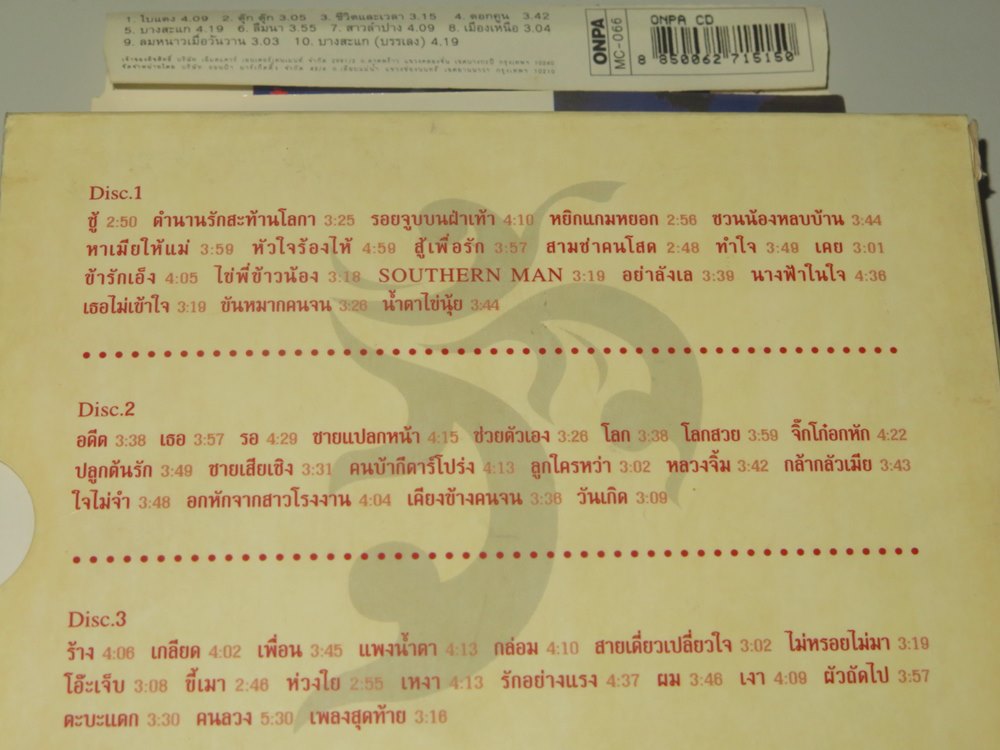 1. ใบแดง 4.09 2. ตุ๊ก ตุ๊ก 3.05 3. ชีวิตและเวลา 3.15 4. ดอกคูน 3.42
5. บางสะแก 4.19 6. ลืมนา 3.55 7. สาวลำปาง 4.09 8. เมืองเหนือ 3.04
9. ลมหนาวเมื่อวันวาน 3.03 10. บางสะแก (บรรเลง) 4.19
ONPA
MC-066
ONPA CD
8 850062 715150
Disc.1
ชู้ 2:50 ตำนานรักสะท้านโลกา 3:25 รอยจูบบนฝ่าเท้า 4:10 หยิกแกมหยอก 2:56 ชวนน้องหลบบ้าน 3:44
หาเมียให้แม่ 3:59 หัวใจร้องไห้ 4:59 สู้เพื่อรัก 3:57 สามช่าคนโสด 2:48 ทำใจ 3:49 เคย 3:01
ข้ารักเอ็ง 4:05 ไข่พี่ข้าวน้อง 3:18 SOUTHERN MAN 3:19 อย่าลังเล 3:39 นางฟ้าในใจ 4:36
เธอไม่เข้าใจ 3:19 ขันหมากคนจน 3:26 น้ำตาไข่นุ้ย 3:44
Disc.2
อดีต 3:38 เธอ 3:57 รอ 4:29 ชายแปลกหน้า 4:15 ช่วยตัวเอง 3:26 โลก 3:38 โลกสวย 3:59 จิ๊กโก๋อกหัก 4:22
ปลูกต้นรัก 3:49 ชายเสียเชิง 3:31 คนบ้ากีตาร์โปร่ง 4:13 ลูกใครหว่า 3:02 หลวงจิ้ม 3:42 กล้ากลัวเมีย 3:43
ใจไม่จำ 3:48 อกหักจากสาวโรงงาน 4:04 เคียงข้างคนจน 3:36 วันเกิด 3:09
Disc.3
ร้าง 4:06 เกลียด 4:02 เพื่อน 3:45 แพงน้ำตา 4:13 กล่อม 4:10 สายเดี่ยวเปลี่ยวใจ 3:02 ไม่หรอยไม่มา 3:19
โอ๊ะเจ็บ 3:08 ขี้เมา 2:46 ห่วงใย 2:55 เหงา 4:13 รักอย่างแรง 4:37 ผม 3:46 เงา 4:09 ผัวถัดไป 3:57
ตะบะแตก 3:30 คนลวง 5:30 เพลงสุดท้าย 3:16